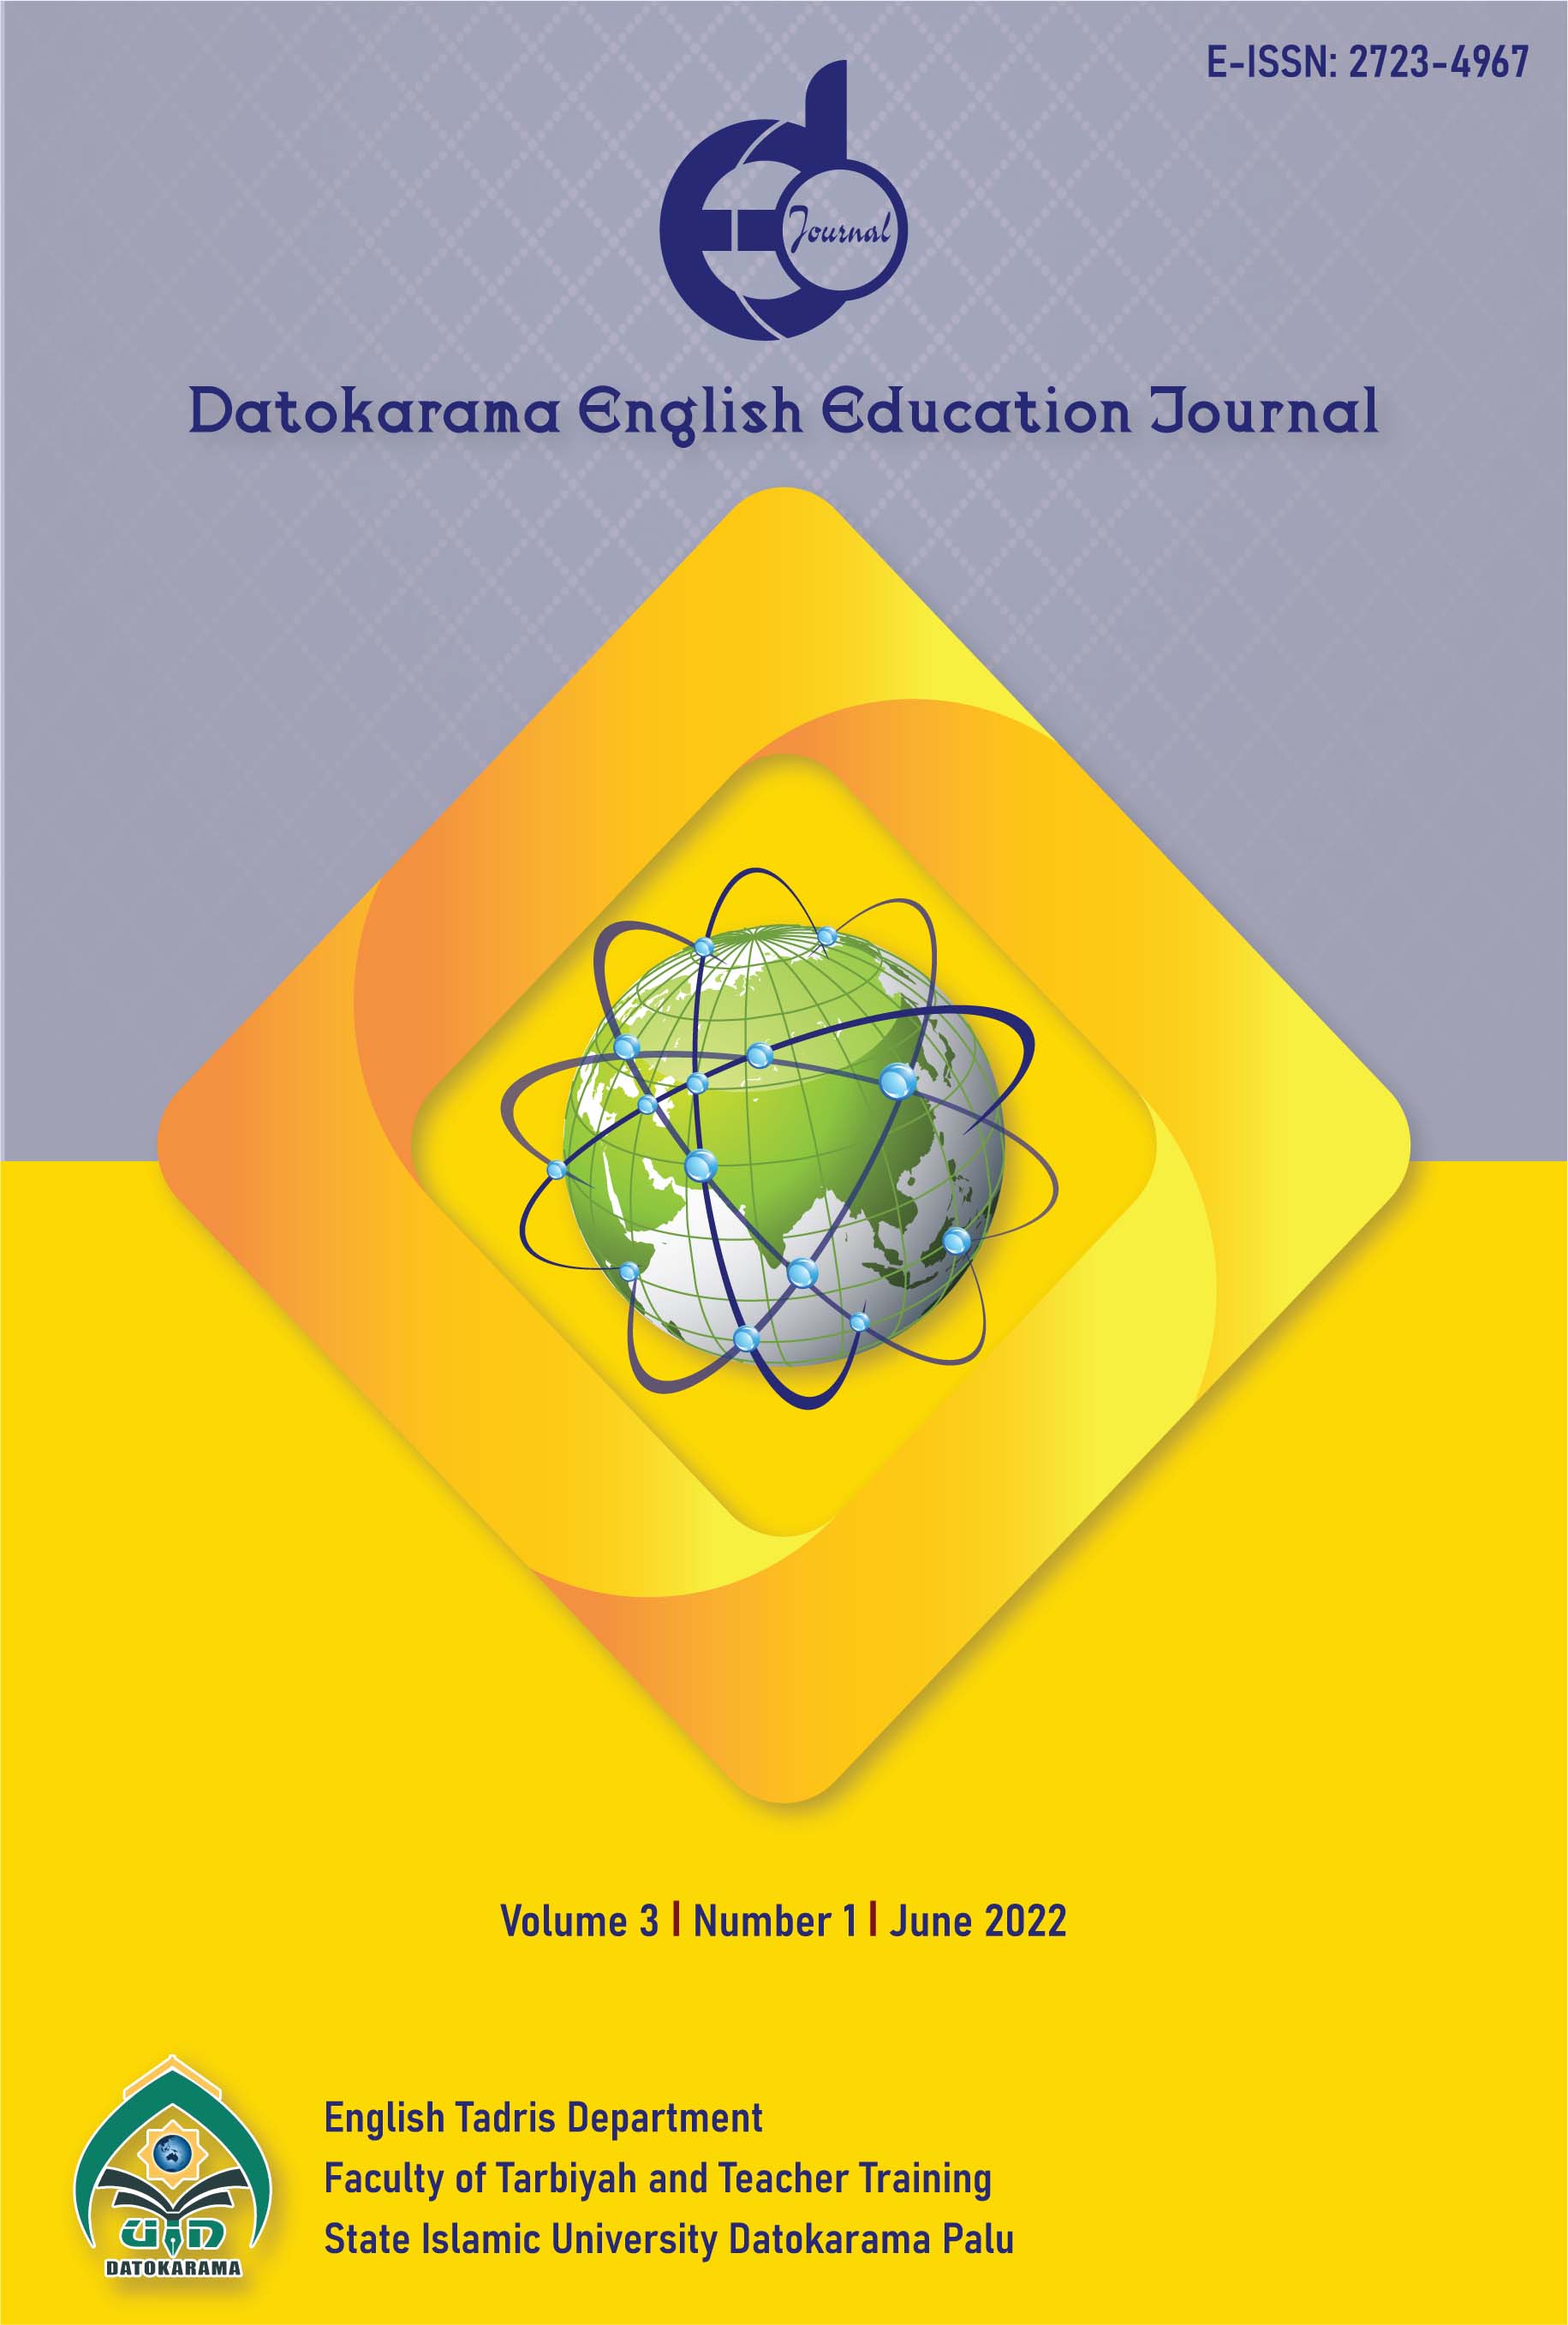 E-ISSN: 2723-4967
Journal
Datokarama English Education Journal
Volume 3 | Number 1 | June 2022
English Tadris Department
Faculty of Tarbiyah and Teacher Training
State Islamic University Datokarama Palu
UIN
DATOKARAMA